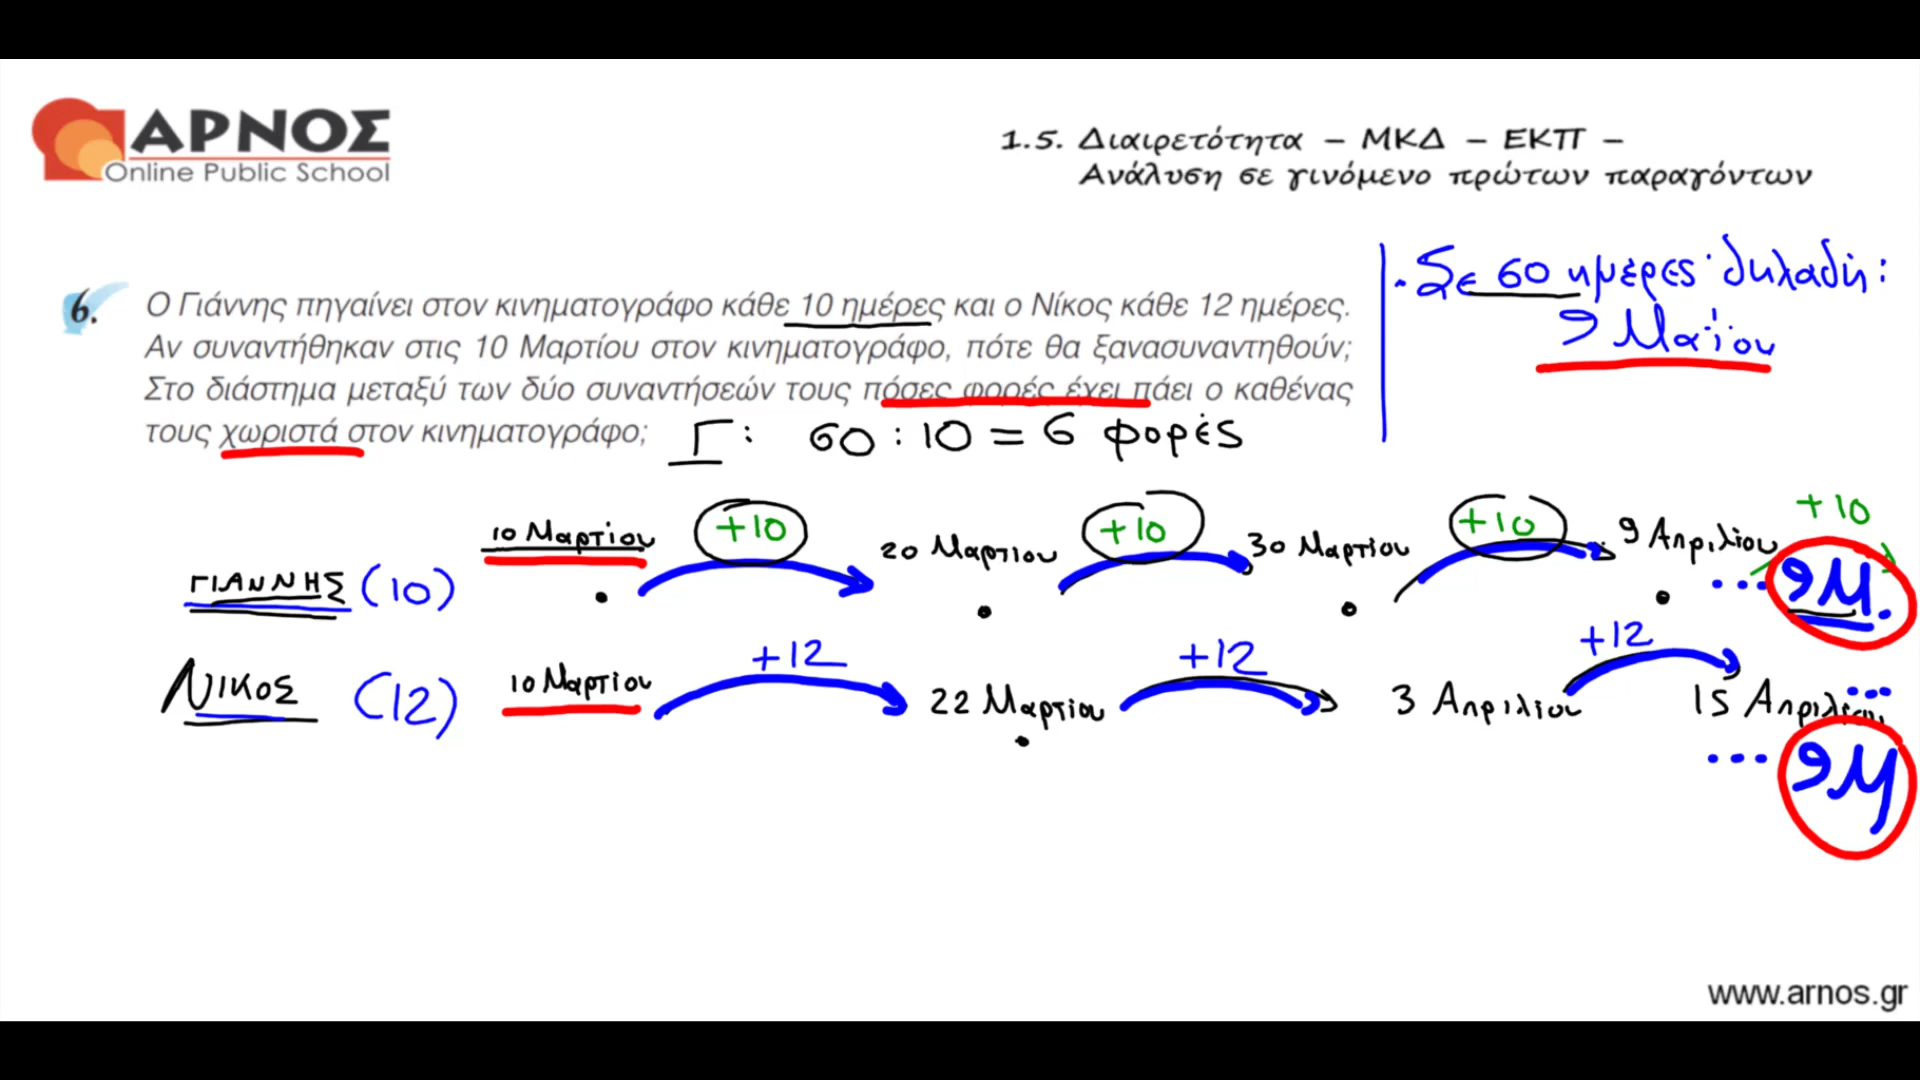 ΑΡΝΟΣ
Online Public School
1.5. Διαιρετότητα – ΜΚΔ – ΕΚΠ –
Ανάλυση σε γινόμενο πρώτων παραγόντων
· Σε 60 ημέρες· δηλαδή:
9 Μαΐου
6. Ο Γιάννης πηγαίνει στον κινηματογράφο κάθε 10 ημέρες και ο Νίκος κάθε 12 ημέρες.
Αν συναντήθηκαν στις 10 Μαρτίου στον κινηματογράφο, πότε θα ξανασυναντηθούν;
Στο διάστημα μεταξύ των δύο συναντήσεών τους πόσες φορές έχει πάει ο καθένας
τους χωριστά στον κινηματογράφο;
Γ: 60 : 10 = 6 φορές
10 Μαρτίου +10 20 Μαρτίου +10 30 Μαρτίου +10 9 Απριλίου +10
ΓΙΑΝΝΗΣ (10) ... 9Μ.
+12 +12 +12
ΝΙΚΟΣ (12) 10 Μαρτίου 22 Μαρτίου 3 Απριλίου 15 Απριλίου ...
... 9Μ
www.arnos.gr